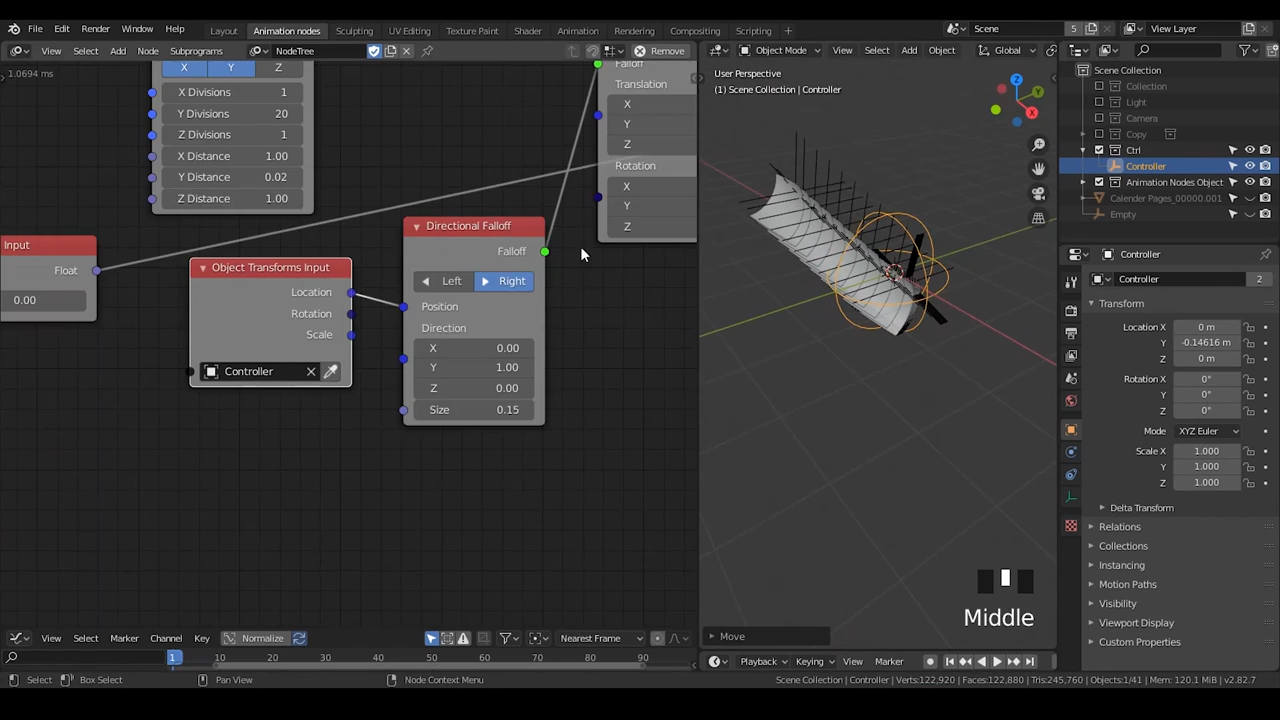 File Edit Render Window Help Layout Animation nodes Sculpting UV Editing Texture Paint Shader Animation Rendering Compositing Scripting + Scene 5 View Layer
View Select Add Node Subprograms NodeTree Remove
Object Mode View Select Add Object Global
1.0694 ms
X Y Z
X Divisions 1
Y Divisions 20
Z Divisions 1
X Distance 1.00
Y Distance 0.02
Z Distance 1.00
Input
Float
0.00
Object Transforms Input
Location
Rotation
Scale
Controller
Directional Falloff
Falloff
Left Right
Position
Direction
X 0.00
Y 1.00
Z 0.00
Size 0.15
Falloff
Translation
X
Y
Z
Rotation
X
Y
Z
User Perspective
(1) Scene Collection | Controller
Z
Y
X
Middle
Move
Scene Collection
Collection
Light
Camera
Copy
Ctrl
Controller
Animation Nodes Object
Calender Pages_00000.001
Empty
Controller
Controller 2
Transform
Location X 0 m
Y -0.14616 m
Z 0 m
Rotation X 0°
Y 0°
Z 0°
Mode XYZ Euler
Scale X 1.000
Y 1.000
Z 1.000
Delta Transform
Relations
Collections
Instancing
Motion Paths
Visibility
Viewport Display
Custom Properties
View Select Marker Channel Key Normalize Nearest Frame
1 10 20 30 40 50 60 70 80 90
Playback Keying View Marker
Select Box Select Pan View Node Context Menu
Scene Collection | Controller | Verts:122,920 | Faces:122,880 | Tris:245,760 | Objects:1/41 | Mem: 120.1 MiB | v2.82.7